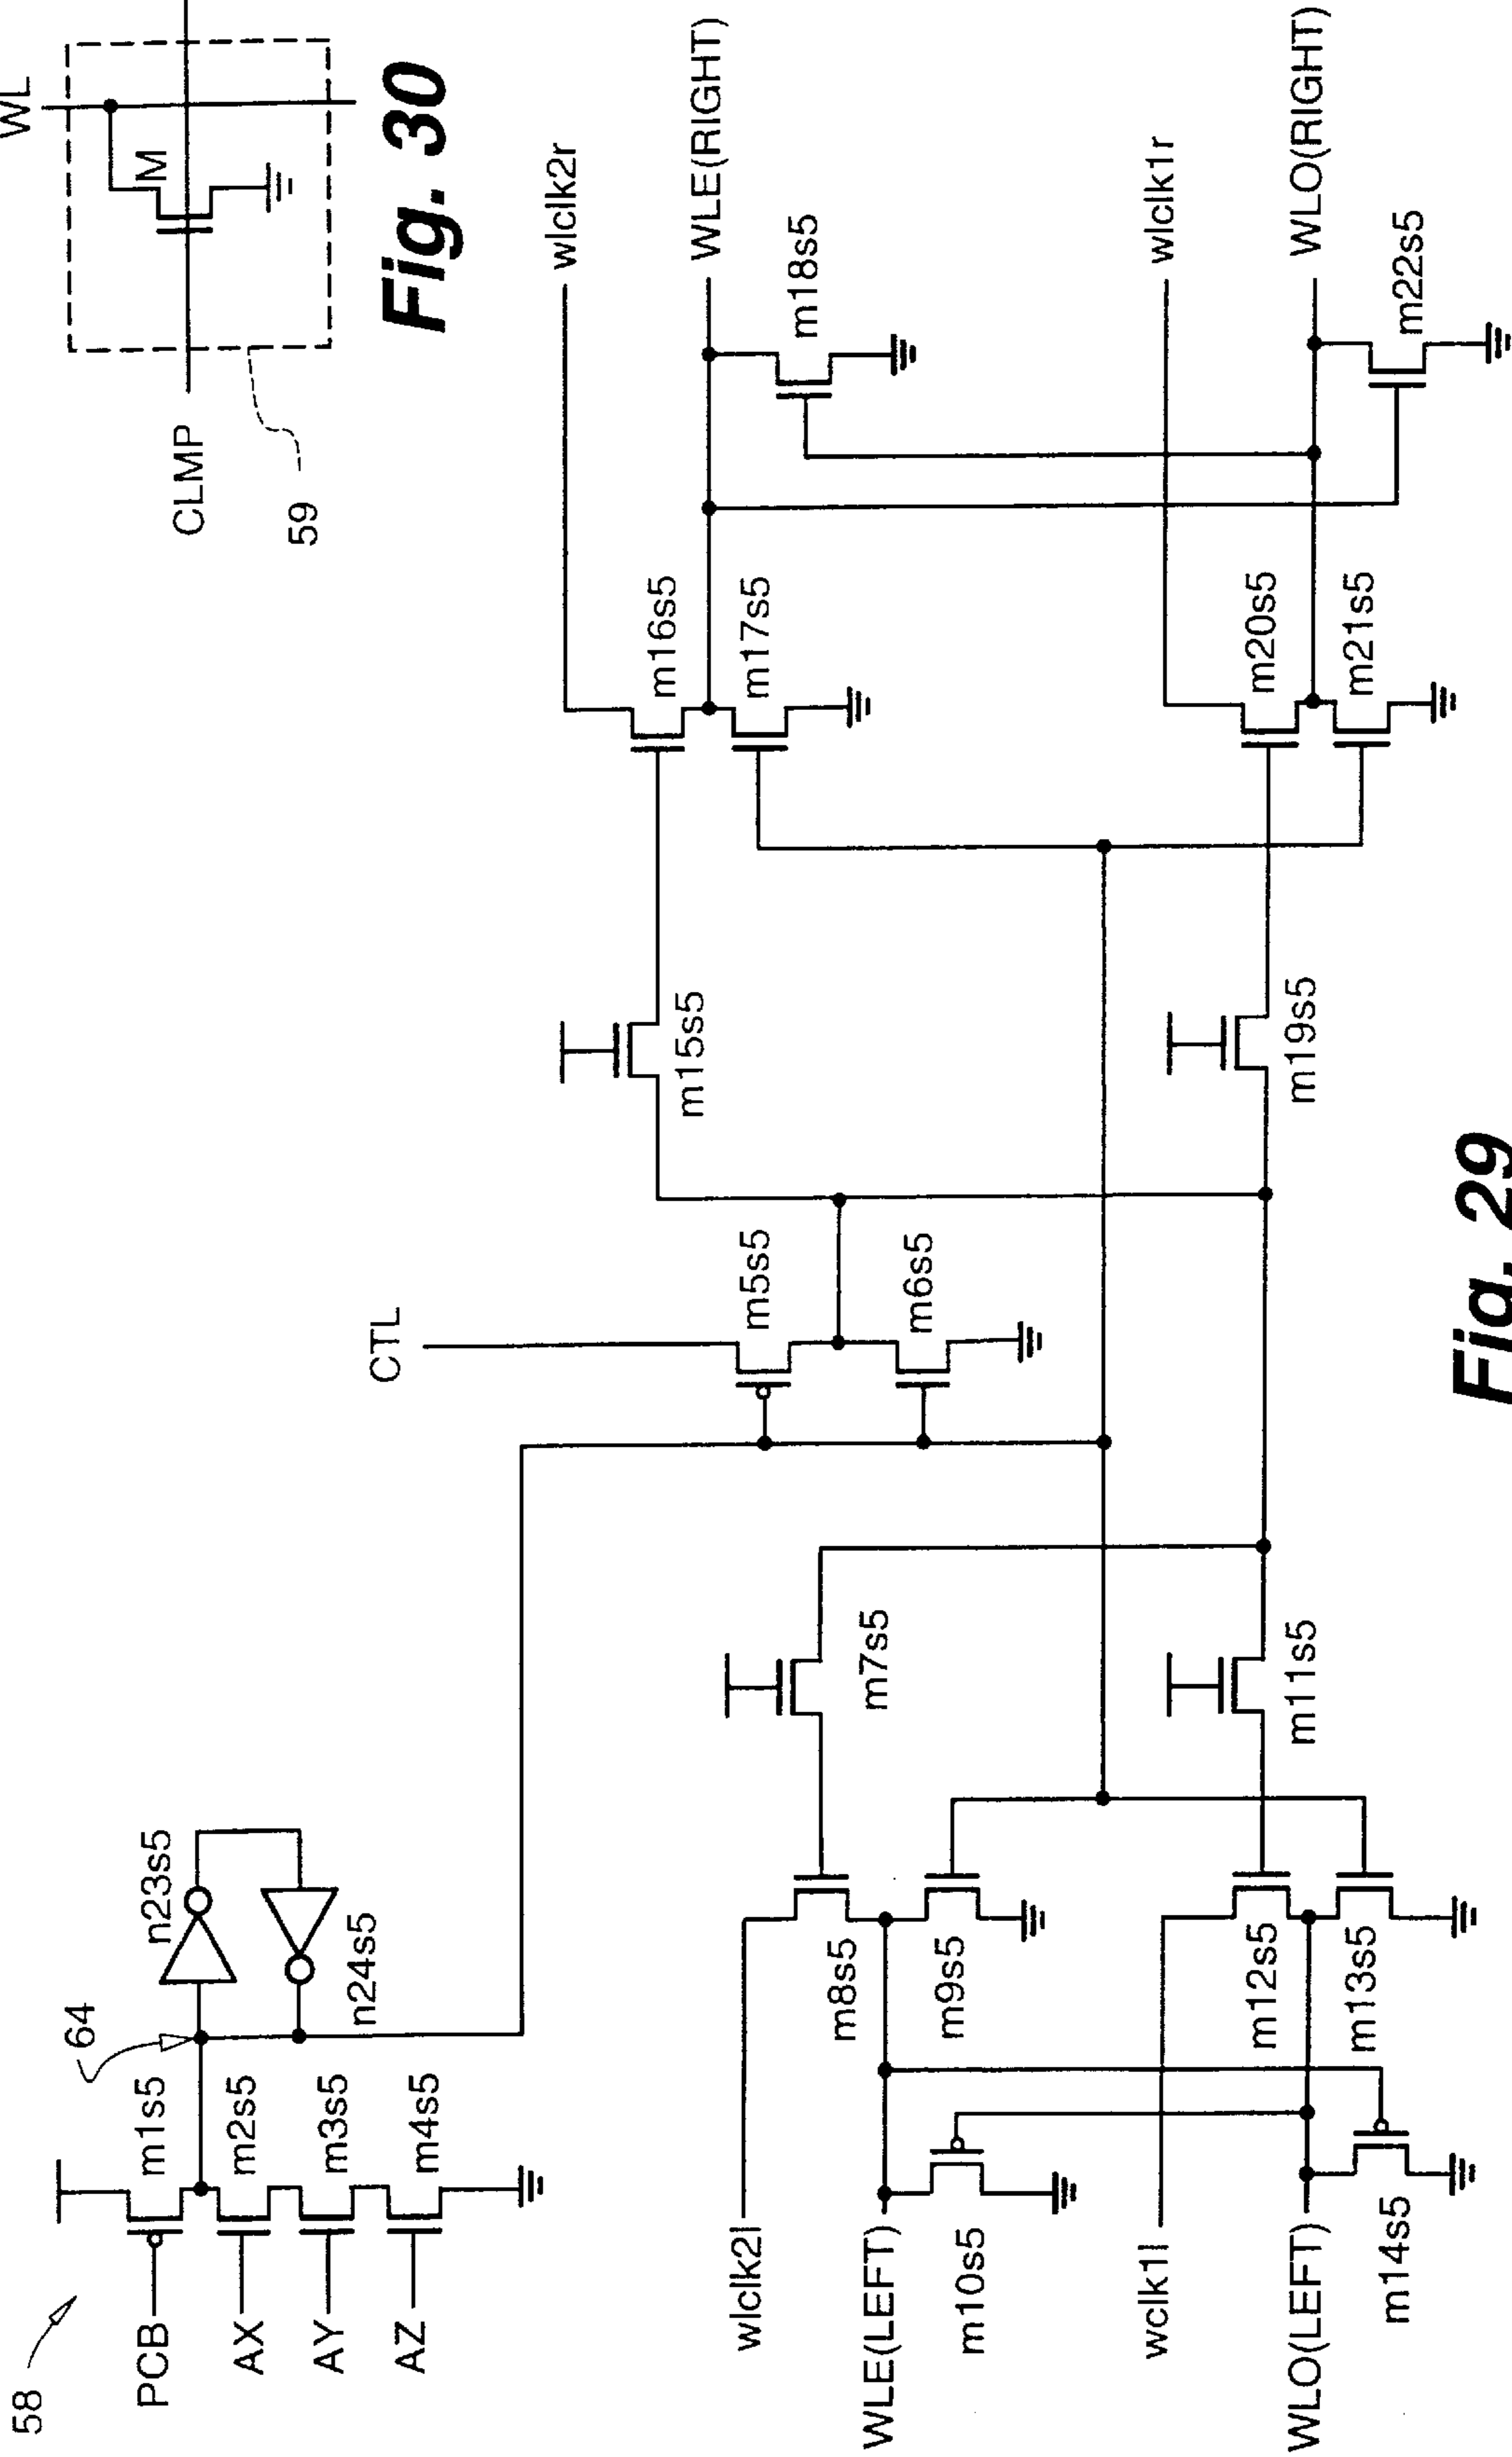 58
PCB
AX
AY
AZ
m1s5
m2s5
m3s5
m4s5
64
n23s5
n24s5
CTL
m5s5
m6s5
wlclk2l
WLE(LEFT)
m10s5
wclk1l
WLO(LEFT)
m14s5
m8s5
m9s5
m12s5
m13s5
m7s5
m11s5
m15s5
m19s5
m16s5
m17s5
m20s5
m21s5
wlclk2r
WLE(RIGHT)
m18s5
wlclk1r
WLO(RIGHT)
m22s5
Fig. 29
WL
M
CLMP
59
Fig. 30